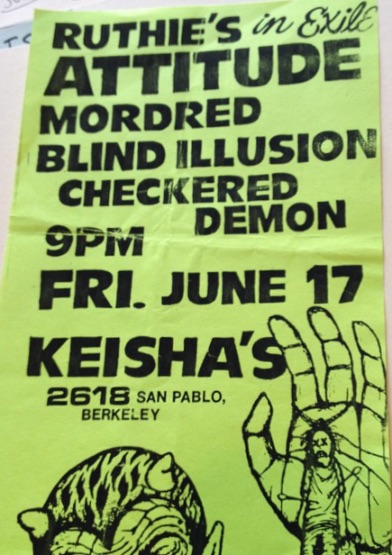 RUTHIE'S in EXILE
ATTITUDE
MORDRED
BLIND ILLUSION
CHECKERED
DEMON
9PM
FRI. JUNE 17
KEISHA'S
2618 SAN PABLO,
BERKELEY